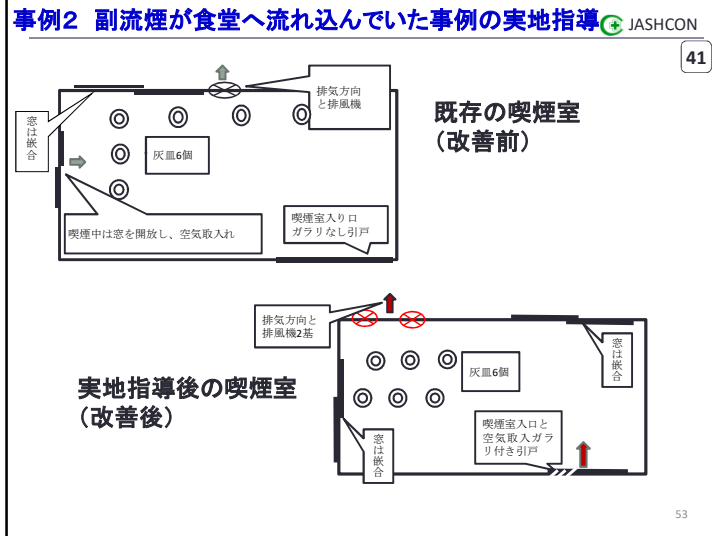 事例２ 副流煙が食堂へ流れ込んでいた事例の実地指導
JASHCON
41
窓は嵌合
排気方向
と排風機
既存の喫煙室
（改善前）
灰皿6個
喫煙中は窓を開放し、空気取入れ
喫煙室入り口
ガラリなし引戸
排気方向と
排風機2基
窓は嵌合
灰皿6個
実地指導後の喫煙室
（改善後）
窓は嵌合
喫煙室入口と
空気取入ガラ
リ付き引戸
53